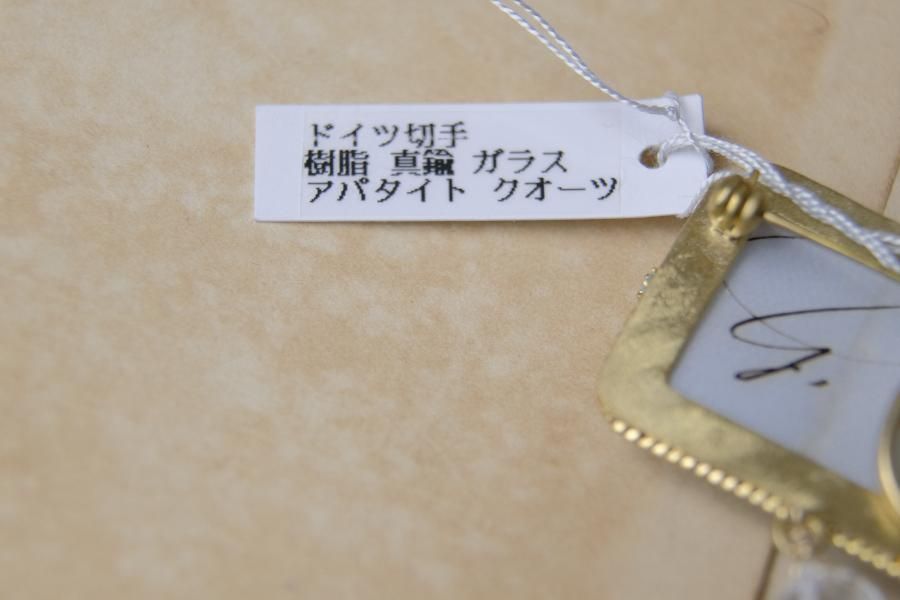 ドイツ切手
樹脂 真鍮 ガラス
アパタイト クオーツ